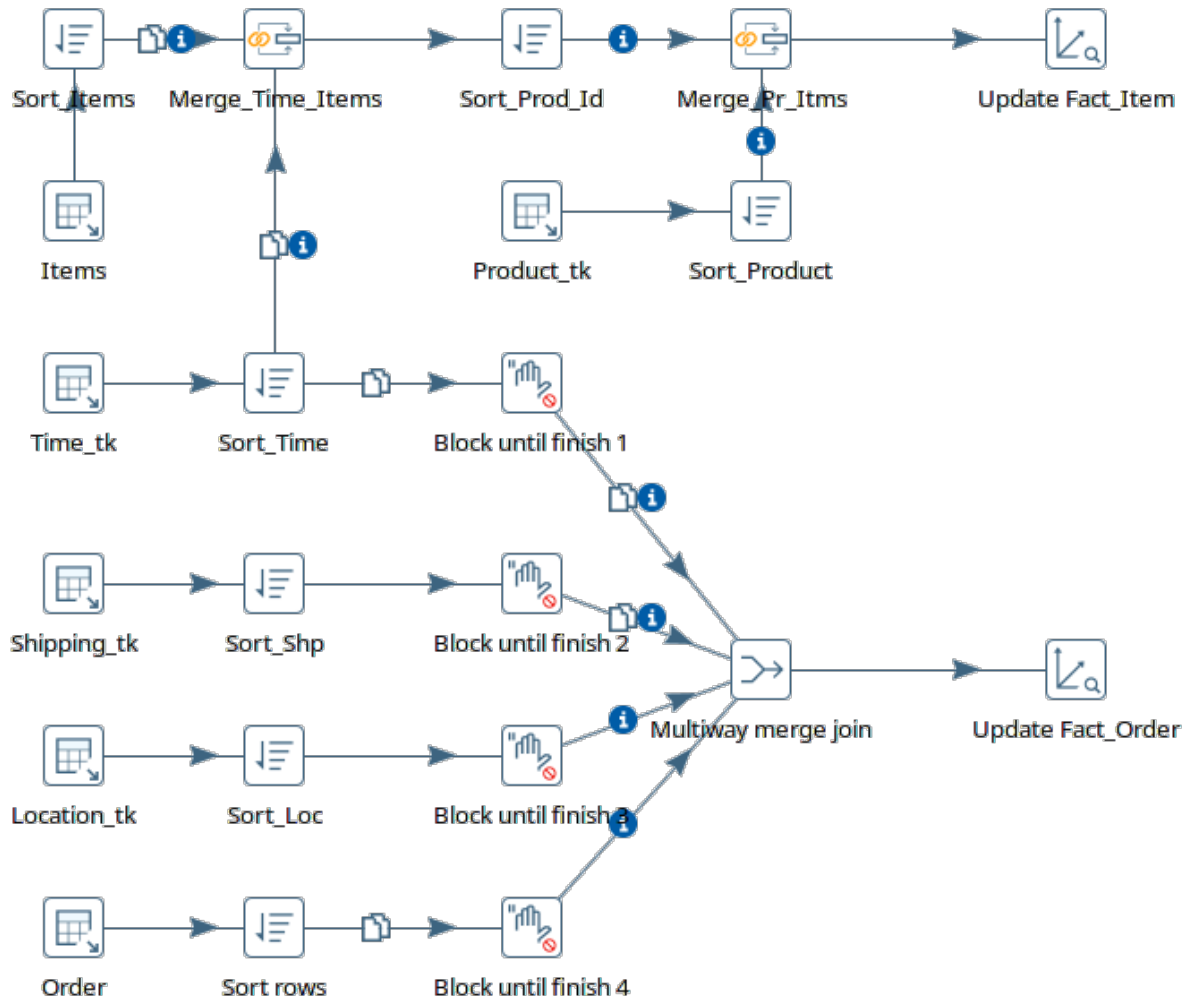 Sort_Items
Merge_Time_Items
Sort_Prod_Id
Merge_Pr_Itms
Update Fact_Item
Items
Product_tk
Sort_Product
Time_tk
Sort_Time
Block until finish 1
Shipping_tk
Sort_Shp
Block until finish 2
Multiway merge join
Update Fact_Order
Location_tk
Sort_Loc
Block until finish 3
Order
Sort rows
Block until finish 4